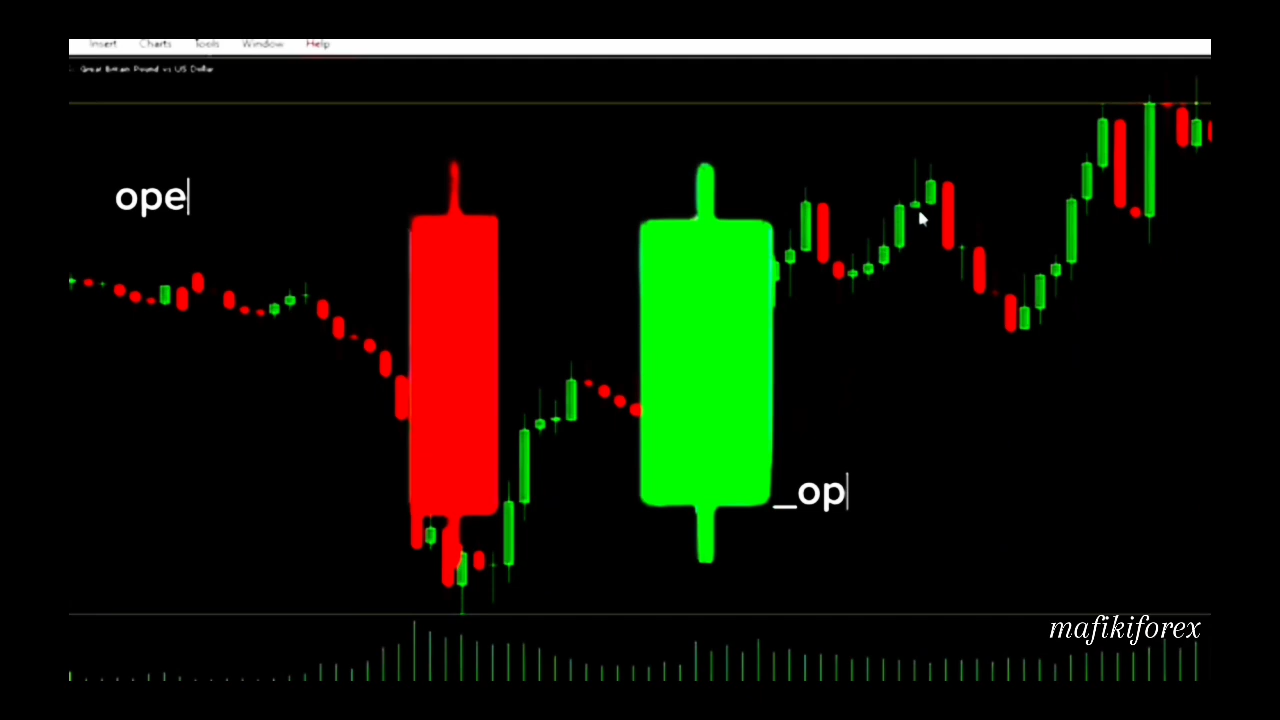 Insert Charts Tools Window Help
Great Britain Pound vs US Dollar
ope
_op
mafikiforex